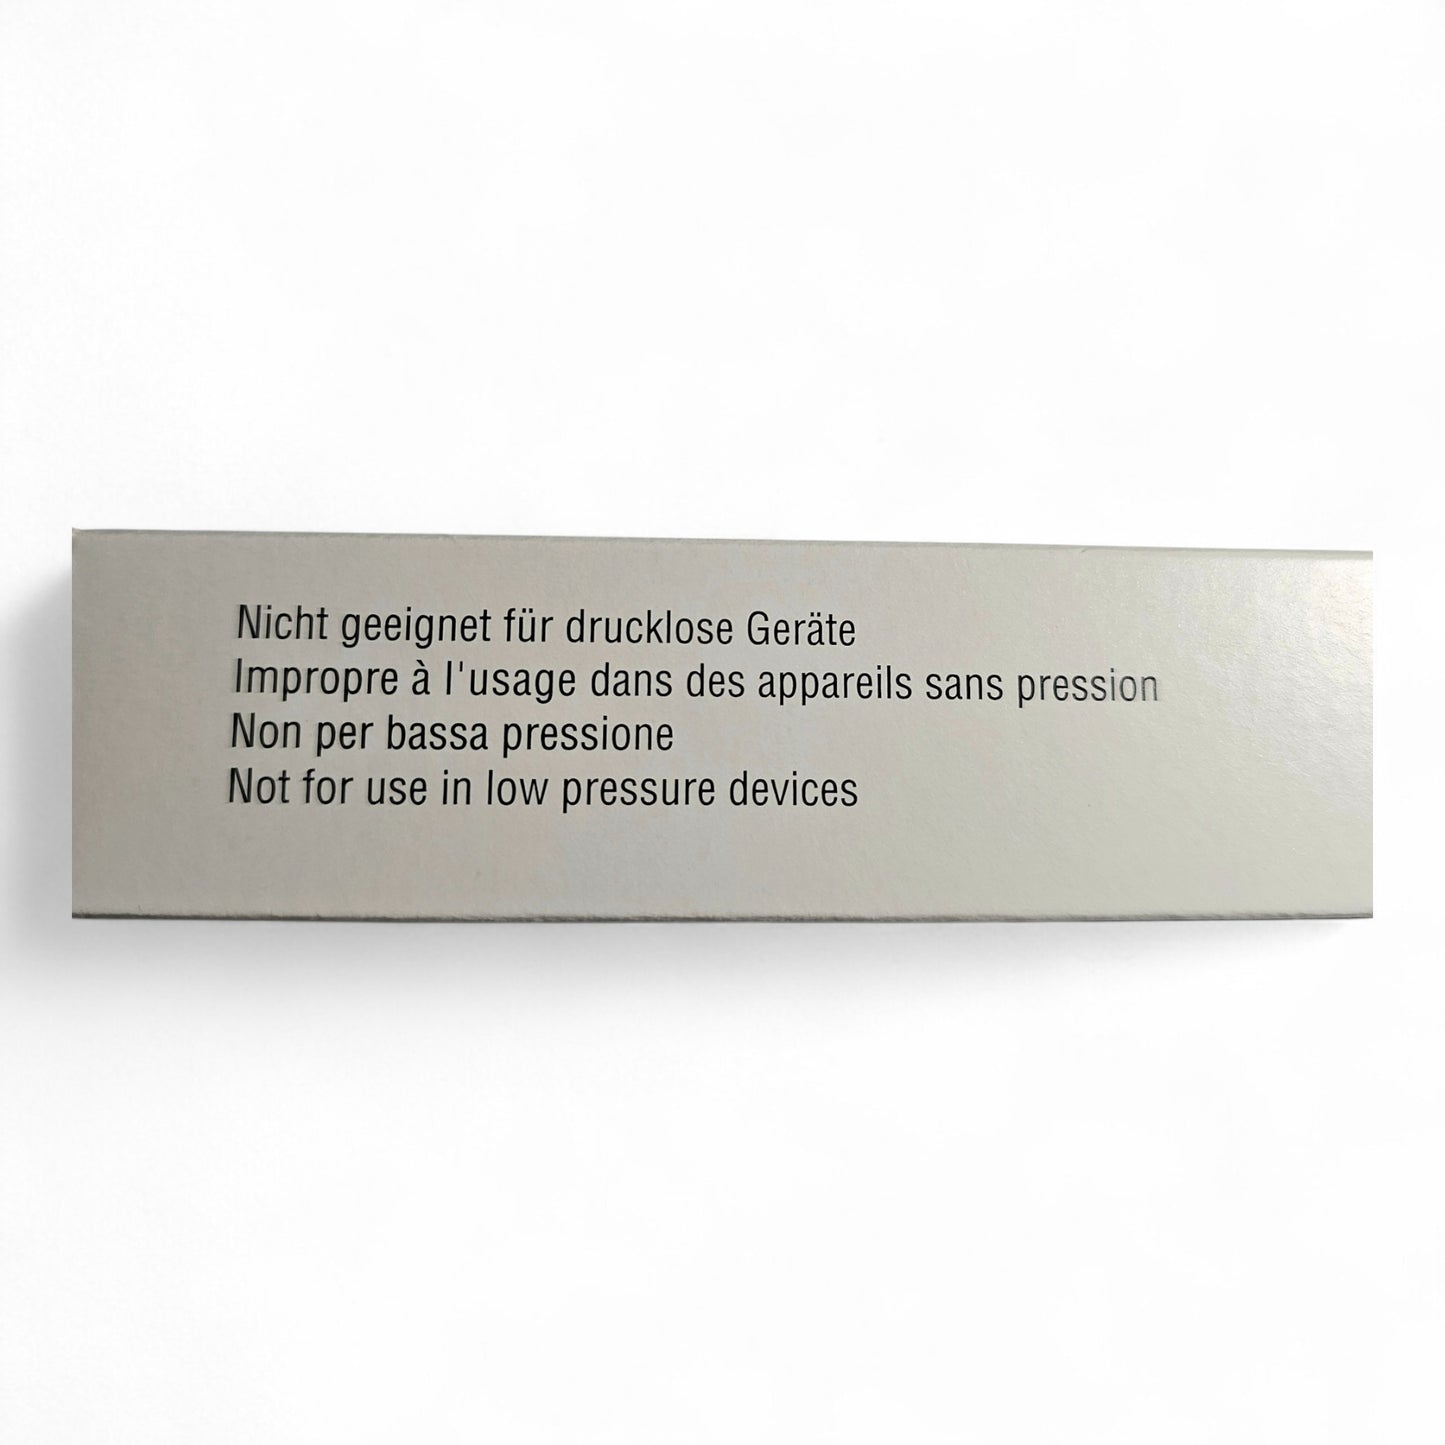 Nicht geeignet für drucklose Geräte
Impropre à l'usage dans des appareils sans pression
Non per bassa pressione
Not for use in low pressure devices